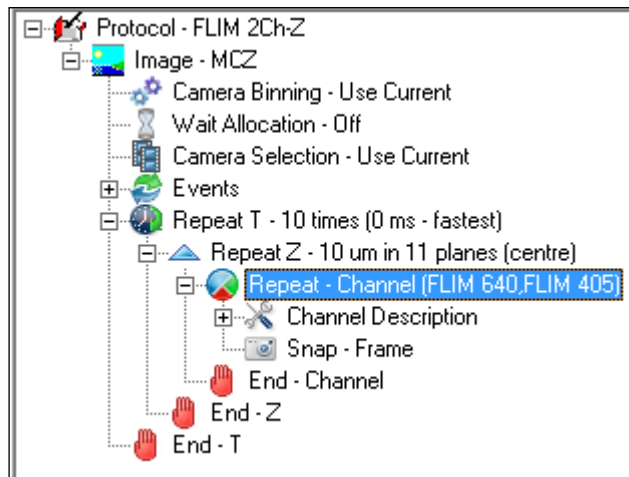 Protocol - FLIM 2Ch-Z
Image - MCZ
Camera Binning - Use Current
Wait Allocation - Off
Camera Selection - Use Current
Events
Repeat T - 10 times (0 ms - fastest)
Repeat Z - 10 um in 11 planes (centre)
Repeat - Channel (FLIM 640,FLIM 405)
Channel Description
Snap - Frame
End - Channel
End - Z
End - T